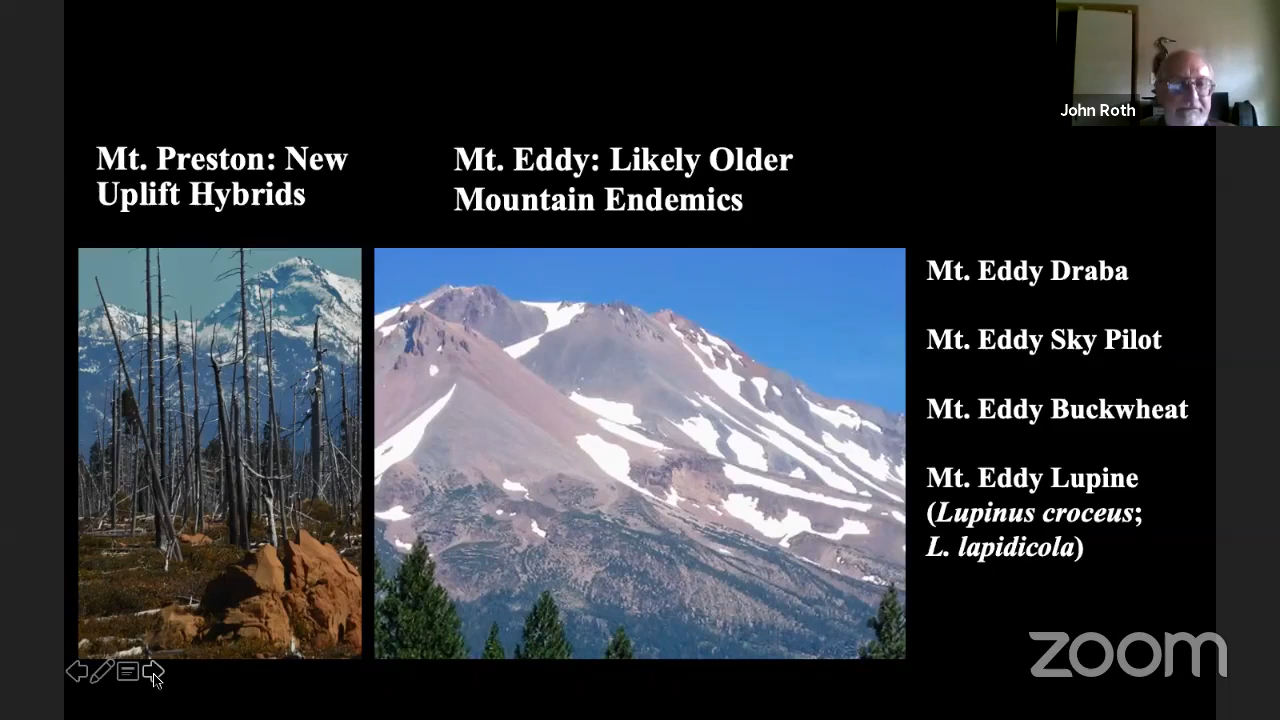 John Roth
Mt. Preston: New
Uplift Hybrids
Mt. Eddy: Likely Older
Mountain Endemics
Mt. Eddy Draba
Mt. Eddy Sky Pilot
Mt. Eddy Buckwheat
Mt. Eddy Lupine
(Lupinus croceus;
L. lapidicola)
zoom